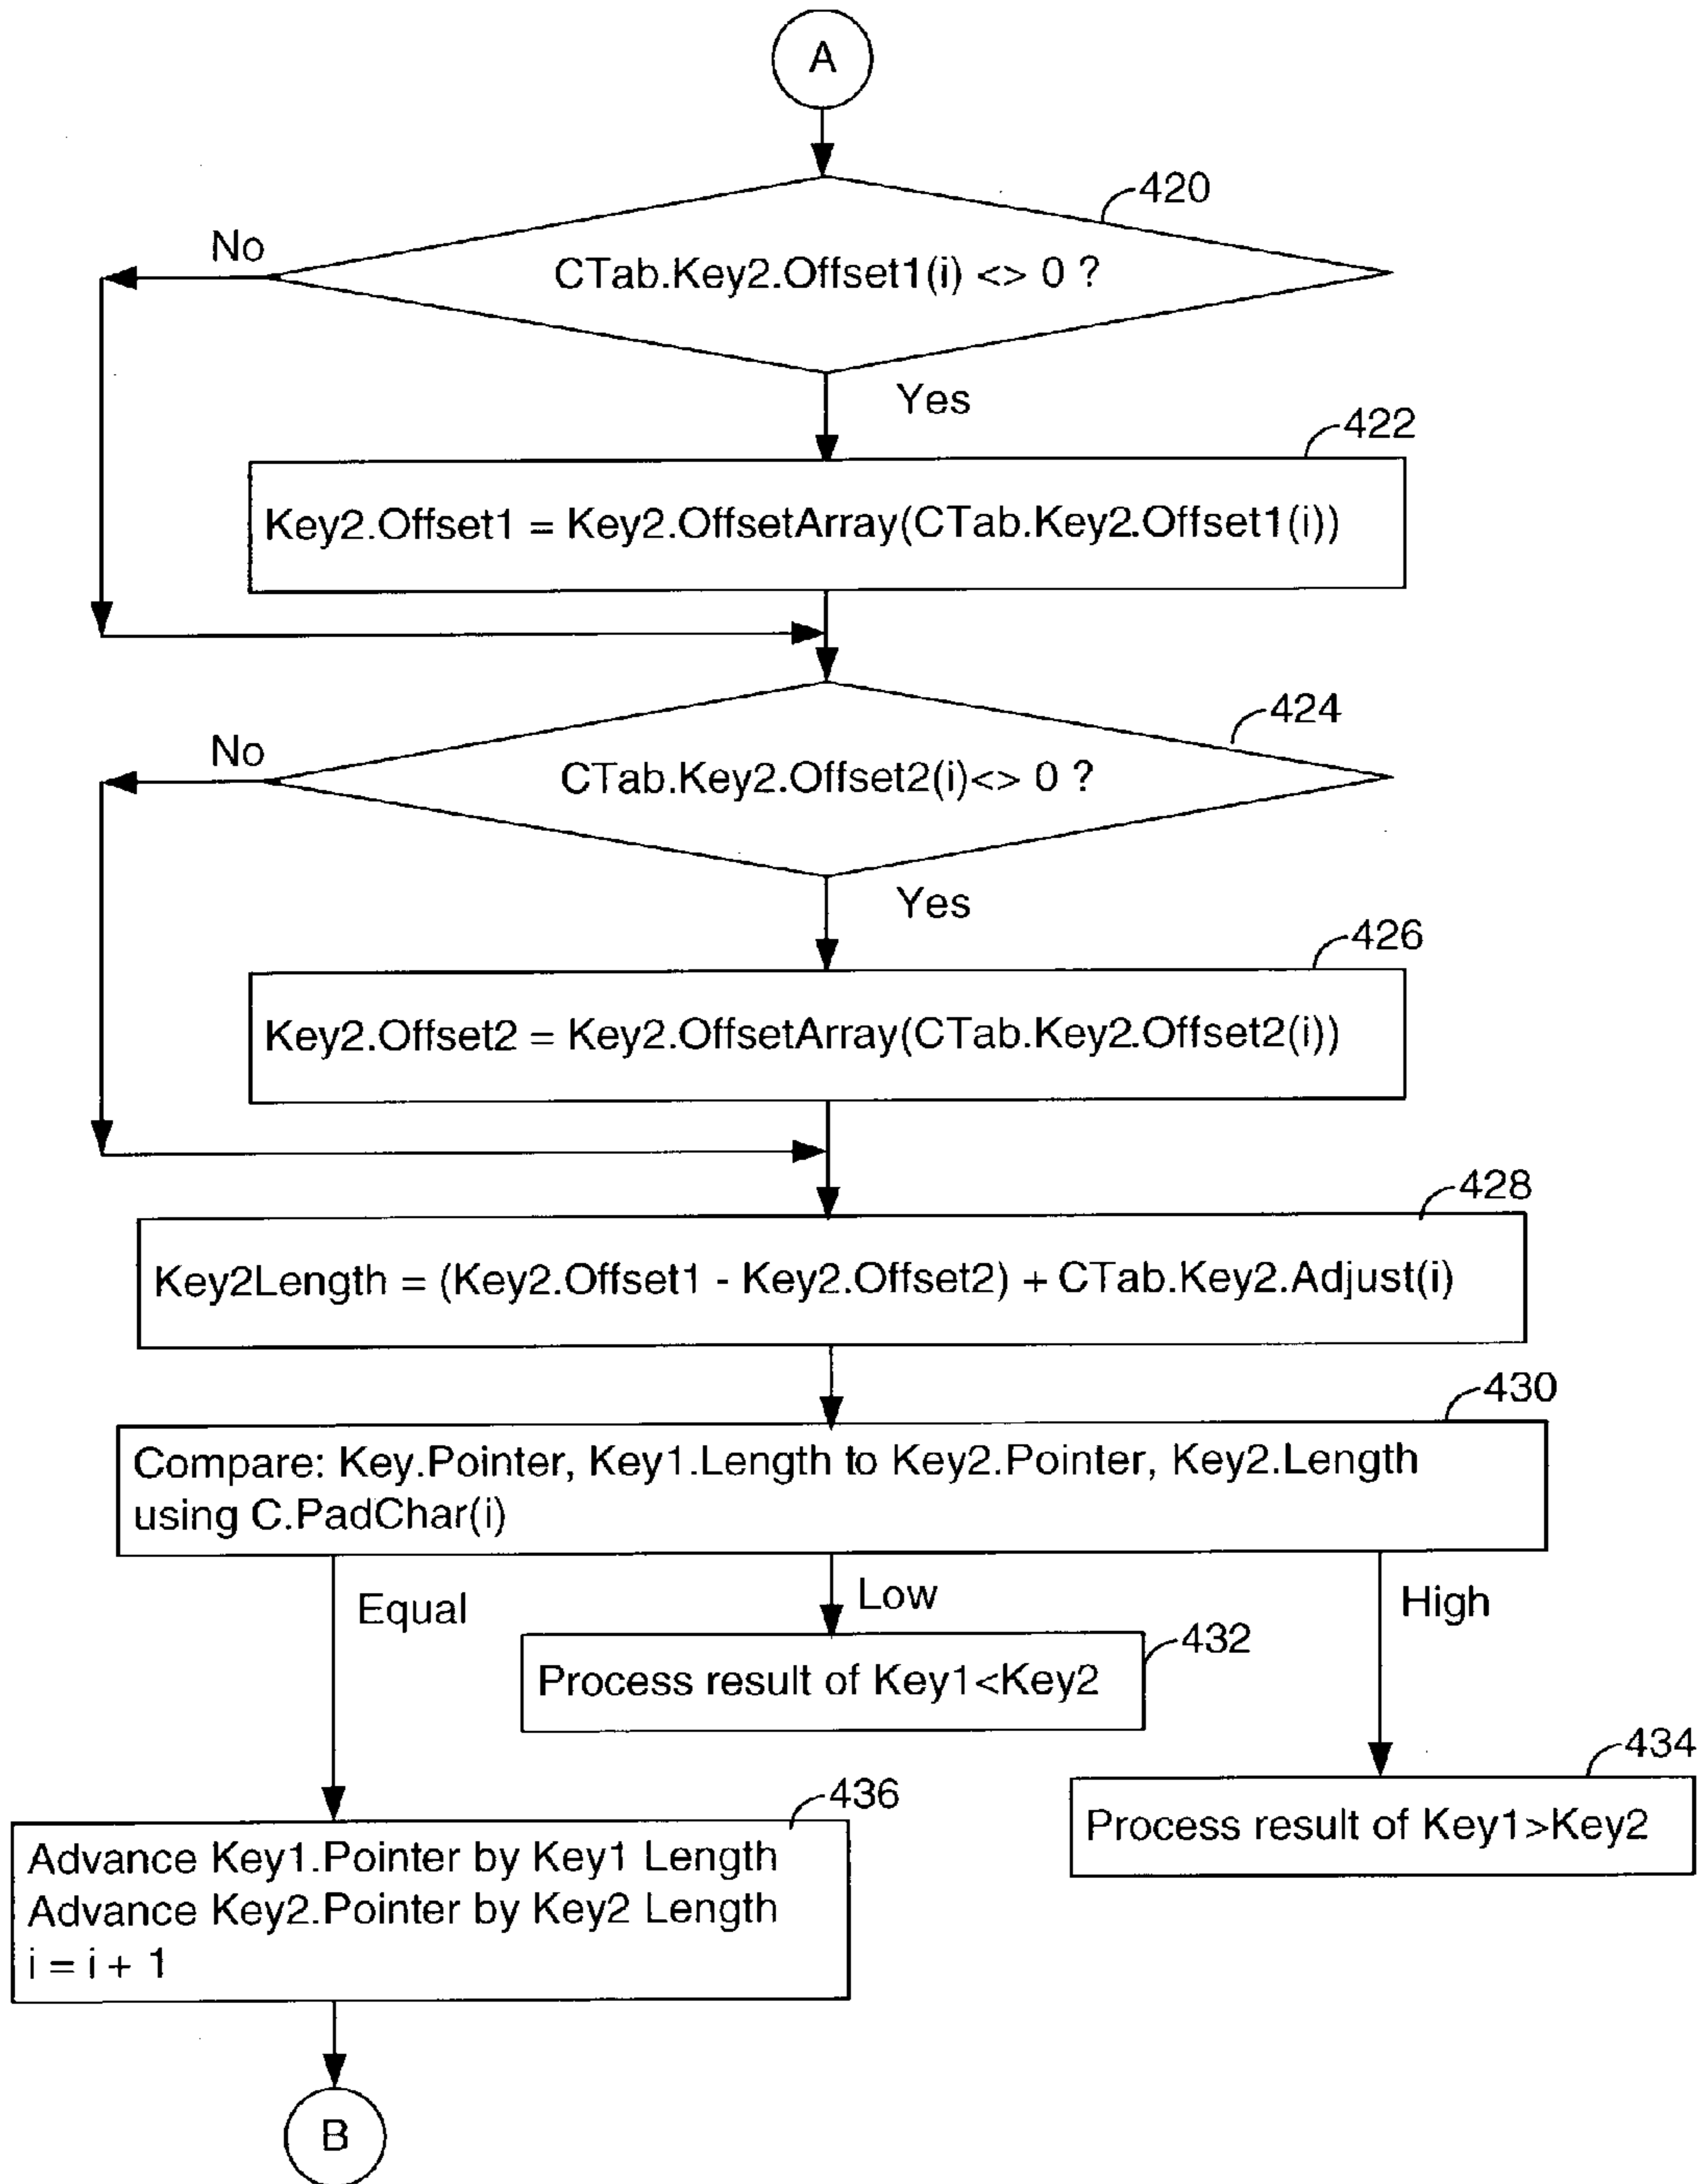 A
420
No
CTab.Key2.Offset1(i) <> 0 ?
Yes
422
Key2.Offset1 = Key2.OffsetArray(CTab.Key2.Offset1(i))
424
No
CTab.Key2.Offset2(i)<> 0 ?
Yes
426
Key2.Offset2 = Key2.OffsetArray(CTab.Key2.Offset2(i))
428
Key2Length = (Key2.Offset1 - Key2.Offset2) + CTab.Key2.Adjust(i)
430
Compare: Key.Pointer, Key1.Length to Key2.Pointer, Key2.Length
using C.PadChar(i)
Equal
Low
High
432
Process result of Key1<Key2
434
Process result of Key1>Key2
436
Advance Key1.Pointer by Key1 Length
Advance Key2.Pointer by Key2 Length
i = i + 1
B